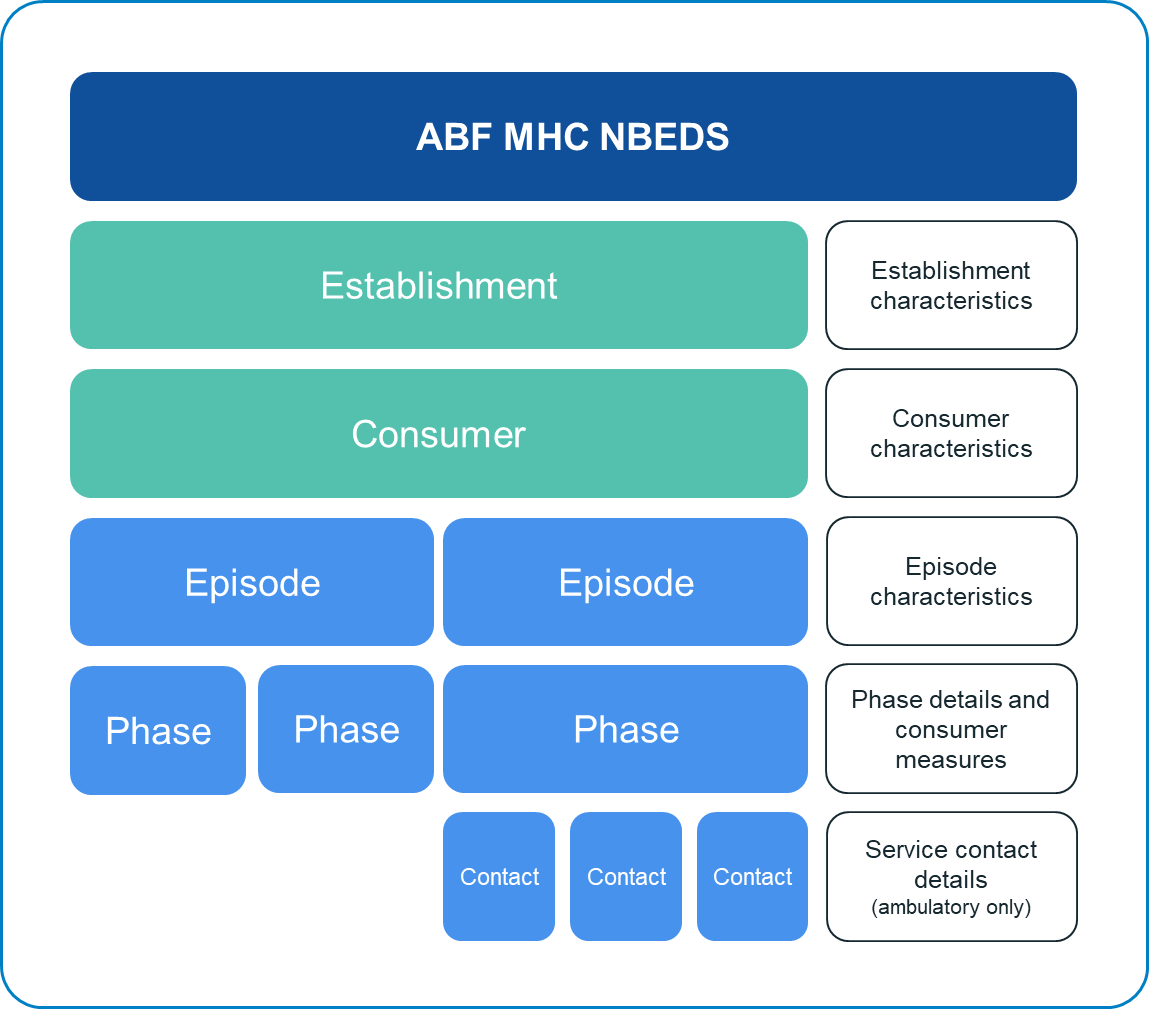 ABF MHC NBEDS
Establishment
Establishment
characteristics
Consumer
Consumer
characteristics
Episode
Episode
Episode
characteristics
Phase
Phase
Phase
Phase details and
consumer
measures
Contact
Contact
Contact
Service contact
details
(ambulatory only)